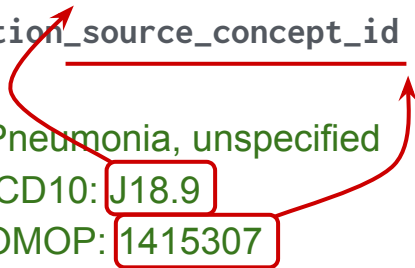 tion_source_concept_id
Pneumonia, unspecified
CD10: J18.9
OMOP: 1415307